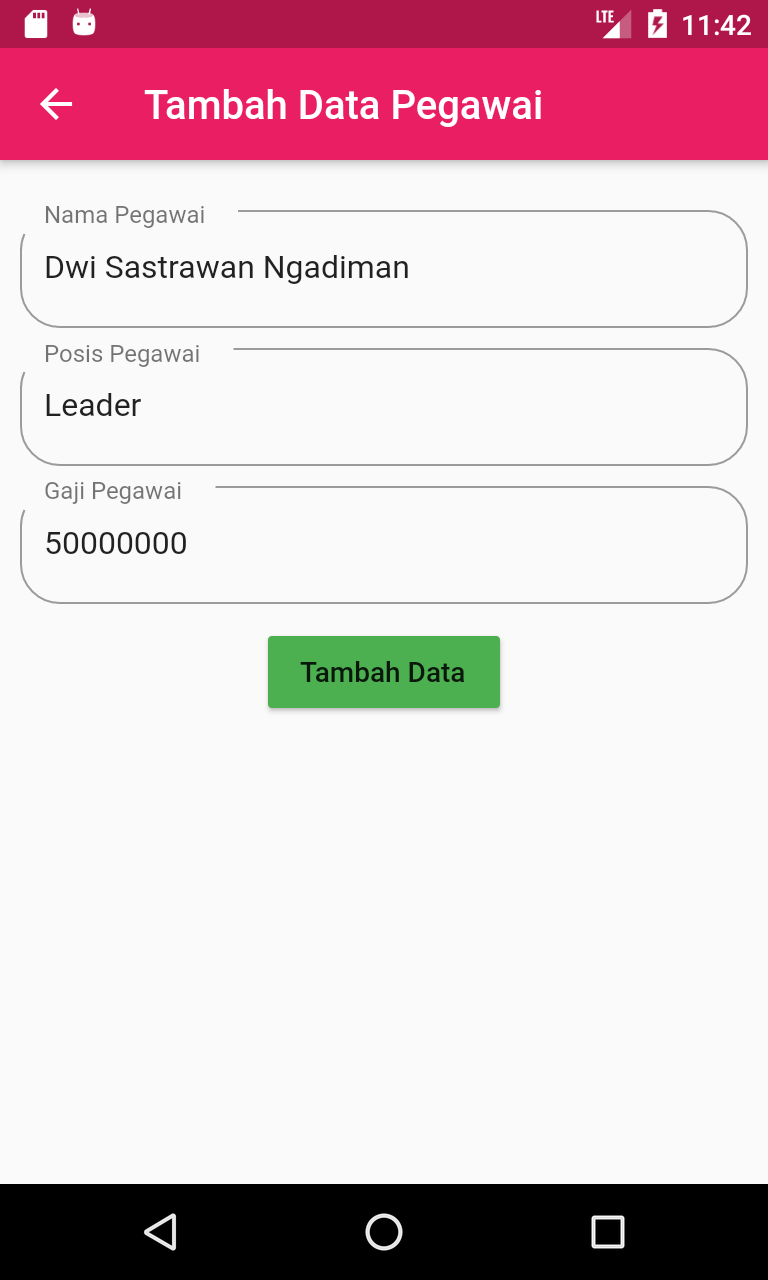 LTE 11:42
Tambah Data Pegawai
Nama Pegawai
Dwi Sastrawan Ngadiman
Posis Pegawai
Leader
Gaji Pegawai
50000000
Tambah Data